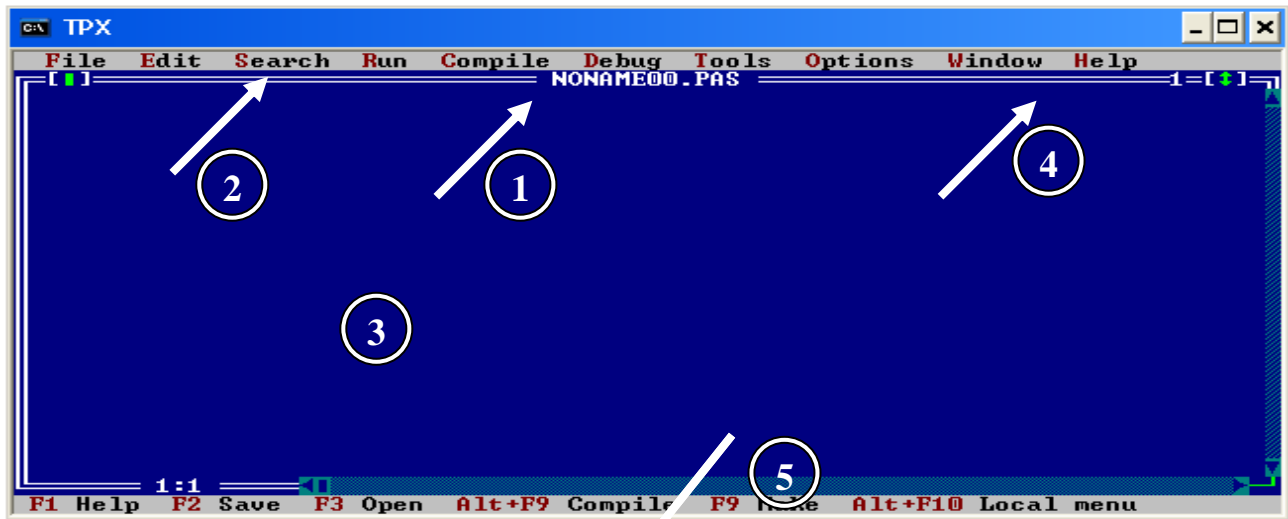 C:\ TPX
File Edit Search Run Compile Debug Tools Options Window Help
[■] NONAME00.PAS 1=[↕]
2 1 4
3
5
1:1
F1 Help F2 Save F3 Open Alt+F9 Compile F9 Make Alt+F10 Local menu